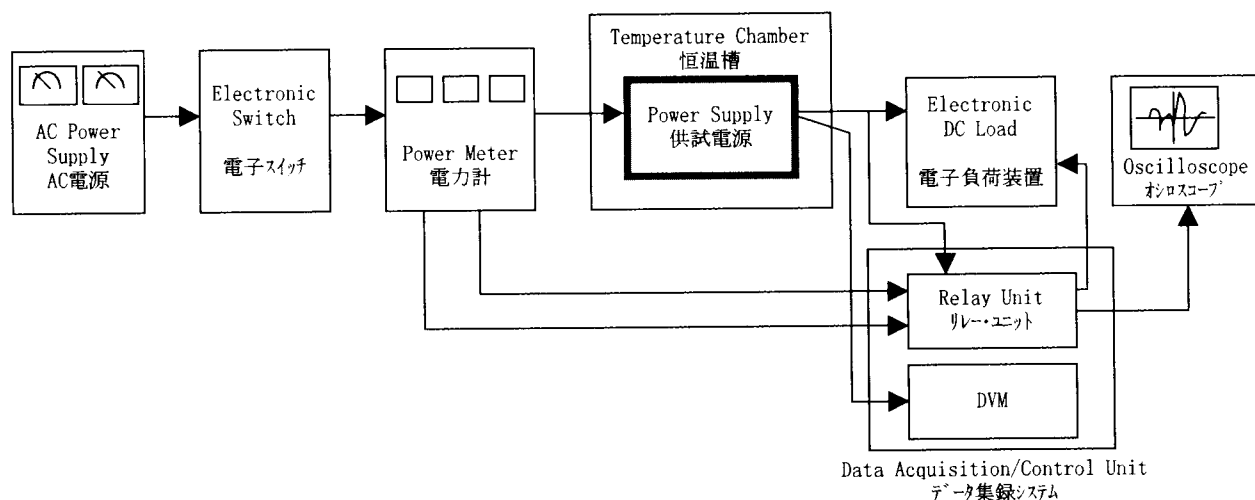 AC Power
Supply
AC電源
Electronic
Switch
電子スイッチ
Power Meter
電力計
Temperature Chamber
恒温槽
Power Supply
供試電源
Electronic
DC Load
電子負荷装置
Oscilloscope
オシロスコープ
Relay Unit
リレー・ユニット
DVM
Data Acquisition/Control Unit
データ集録システム